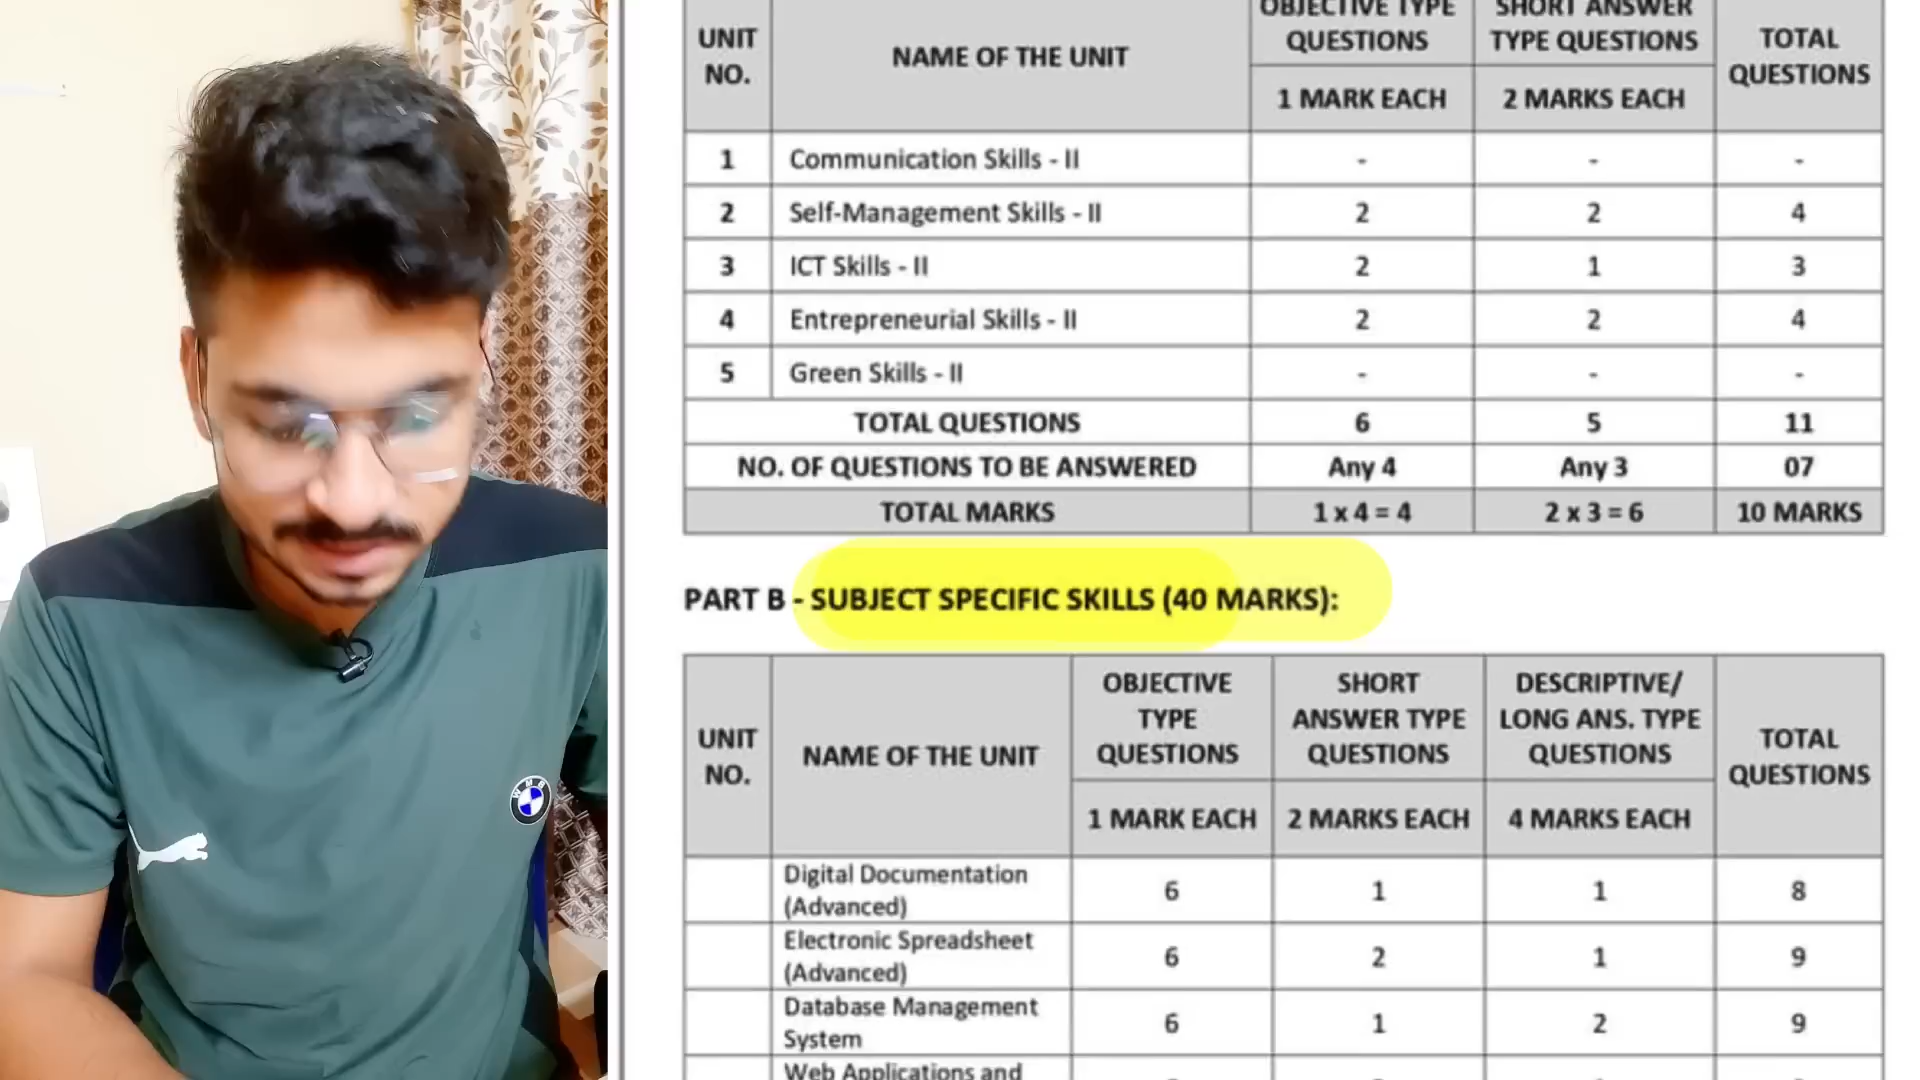 UNIT NO.
NAME OF THE UNIT
OBJECTIVE TYPE QUESTIONS
SHORT ANSWER TYPE QUESTIONS
TOTAL QUESTIONS
1 MARK EACH
2 MARKS EACH
1 Communication Skills - II - - -
2 Self-Management Skills - II 2 2 4
3 ICT Skills - II 2 1 3
4 Entrepreneurial Skills - II 2 2 4
5 Green Skills - II - - -
TOTAL QUESTIONS 6 5 11
NO. OF QUESTIONS TO BE ANSWERED Any 4 Any 3 07
TOTAL MARKS 1 x 4 = 4 2 x 3 = 6 10 MARKS
PART B - SUBJECT SPECIFIC SKILLS (40 MARKS):
UNIT NO.
NAME OF THE UNIT
OBJECTIVE TYPE QUESTIONS
SHORT ANSWER TYPE QUESTIONS
DESCRIPTIVE/ LONG ANS. TYPE QUESTIONS
TOTAL QUESTIONS
1 MARK EACH
2 MARKS EACH
4 MARKS EACH
Digital Documentation (Advanced) 6 1 1 8
Electronic Spreadsheet (Advanced) 6 2 1 9
Database Management System 6 1 2 9
Web Applications and
BMW